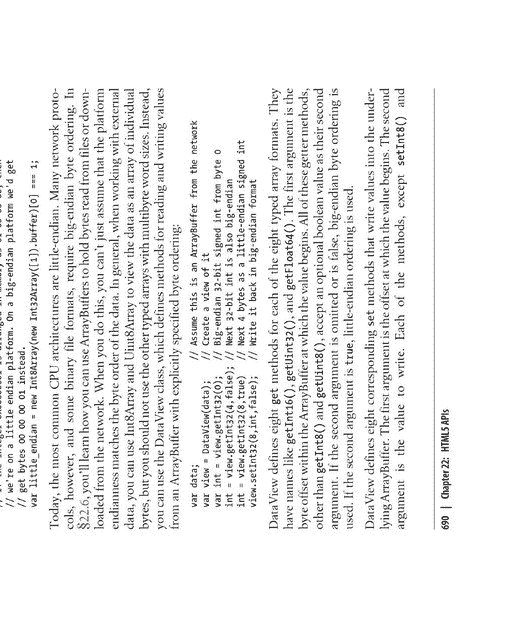 // we're on a little endian platform. On a big-endian platform we'd get
// get bytes 00 00 00 01 instead.
var little_endian = new Int8Array(new Int32Array([1]).buffer)[0] === 1;
Today, the most common CPU architectures are little-endian. Many network proto-
cols, however, and some binary file formats, require big-endian byte ordering. In
§22.6, you'll learn how you can use ArrayBuffers to hold bytes read from files or down-
loaded from the network. When you do this, you can't just assume that the platform
endianness matches the byte order of the data. In general, when working with external
data, you can use Int8Array and Uint8Array to view the data as an array of individual
bytes, but you should not use the other typed arrays with multibyte word sizes. Instead,
you can use the DataView class, which defines methods for reading and writing values
from an ArrayBuffer with explicitly specified byte ordering:
var data; // Assume this is an ArrayBuffer from the network
var view = DataView(data); // Create a view of it
var int = view.getInt32(0); // Big-endian 32-bit signed int from byte 0
int = view.getInt32(4,false); // Next 32-bit int is also big-endian
int = view.getInt32(8,true) // Next 4 bytes as a little-endian signed int
view.setInt32(8,int,false); // Write it back in big-endian format
DataView defines eight get methods for each of the eight typed array formats. They
have names like getInt16(), getUint32(), and getFloat64(). The first argument is the
byte offset within the ArrayBuffer at which the value begins. All of these getter methods,
other than getInt8() and getUint8(), accept an optional boolean value as their second
argument. If the second argument is omitted or is false, big-endian byte ordering is
used. If the second argument is true, little-endian ordering is used.
DataView defines eight corresponding set methods that write values into the under-
lying ArrayBuffer. The first argument is the offset at which the value begins. The second
argument is the value to write. Each of the methods, except setInt8() and
690 | Chapter 22: HTML5 APIs